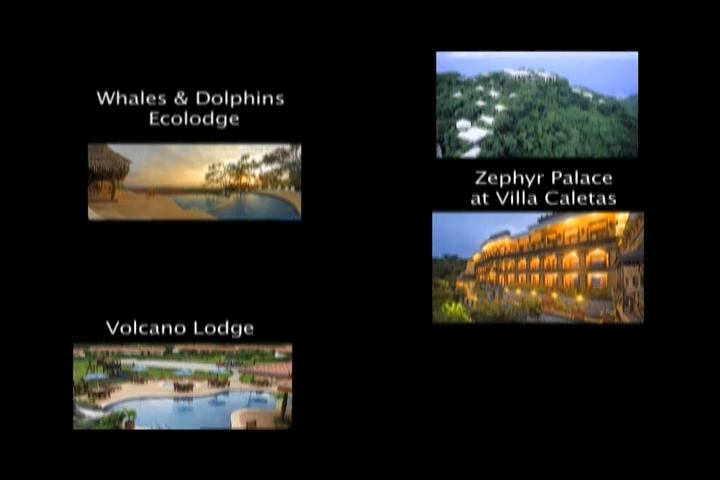 Whales & Dolphins
Ecolodge
Zephyr Palace
at Villa Caletas
Volcano Lodge